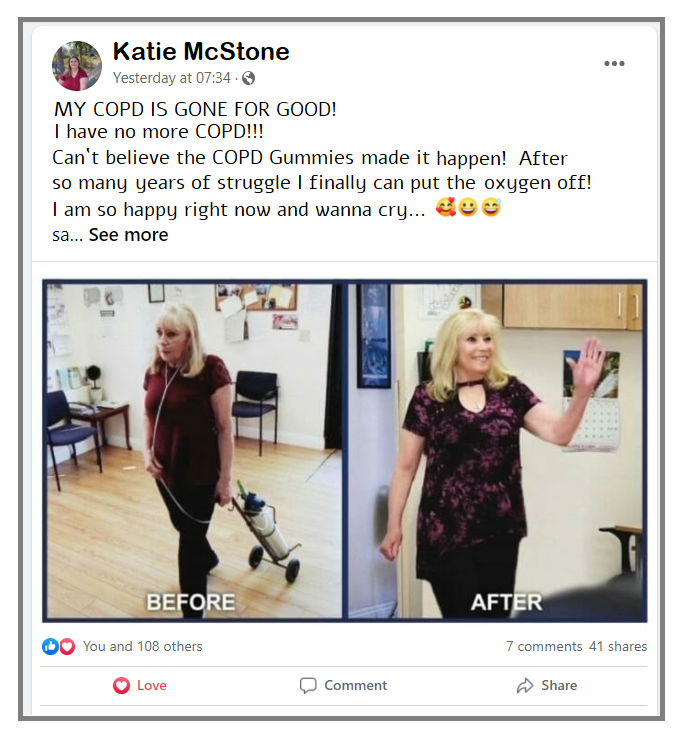 Katie McStone
Yesterday at 07:34 ·
MY COPD IS GONE FOR GOOD!
I have no more COPD!!!
Can't believe the COPD Gummies made it happen! After
so many years of struggle I finally can put the oxygen off!
I am so happy right now and wanna cry... 🥰😀😅
sa... See more
BEFORE
AFTER
You and 108 others
7 comments 41 shares
Love
Comment
Share